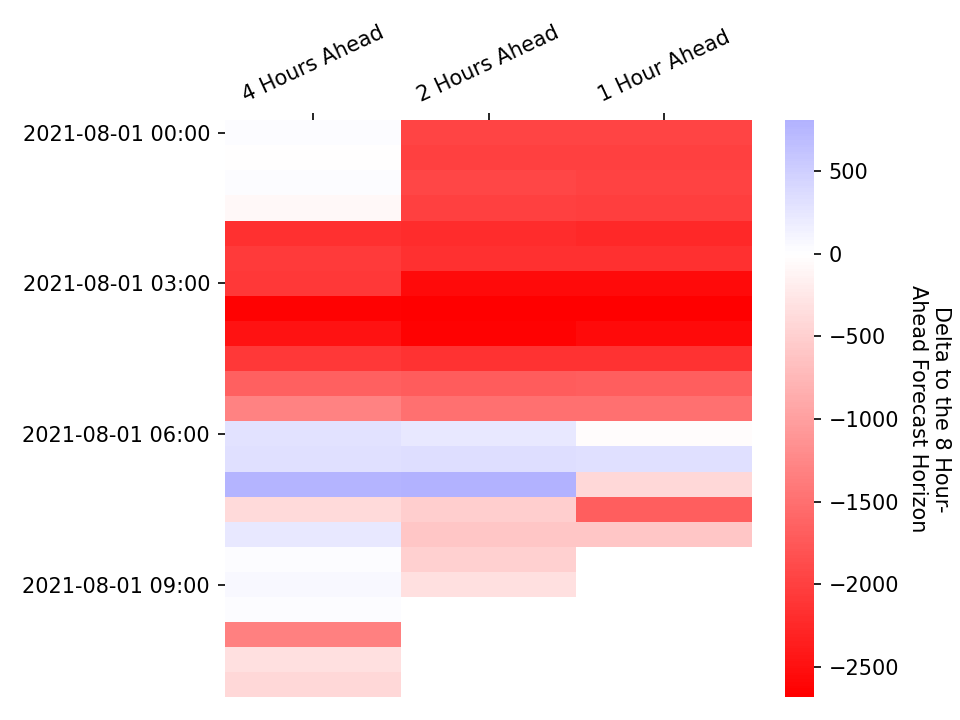 4 Hours Ahead
2 Hours Ahead
1 Hour Ahead
2021-08-01 00:00
2021-08-01 03:00
2021-08-01 06:00
2021-08-01 09:00
500
0
−500
−1000
−1500
−2000
−2500
Delta to the 8 Hour-
Ahead Forecast Horizon